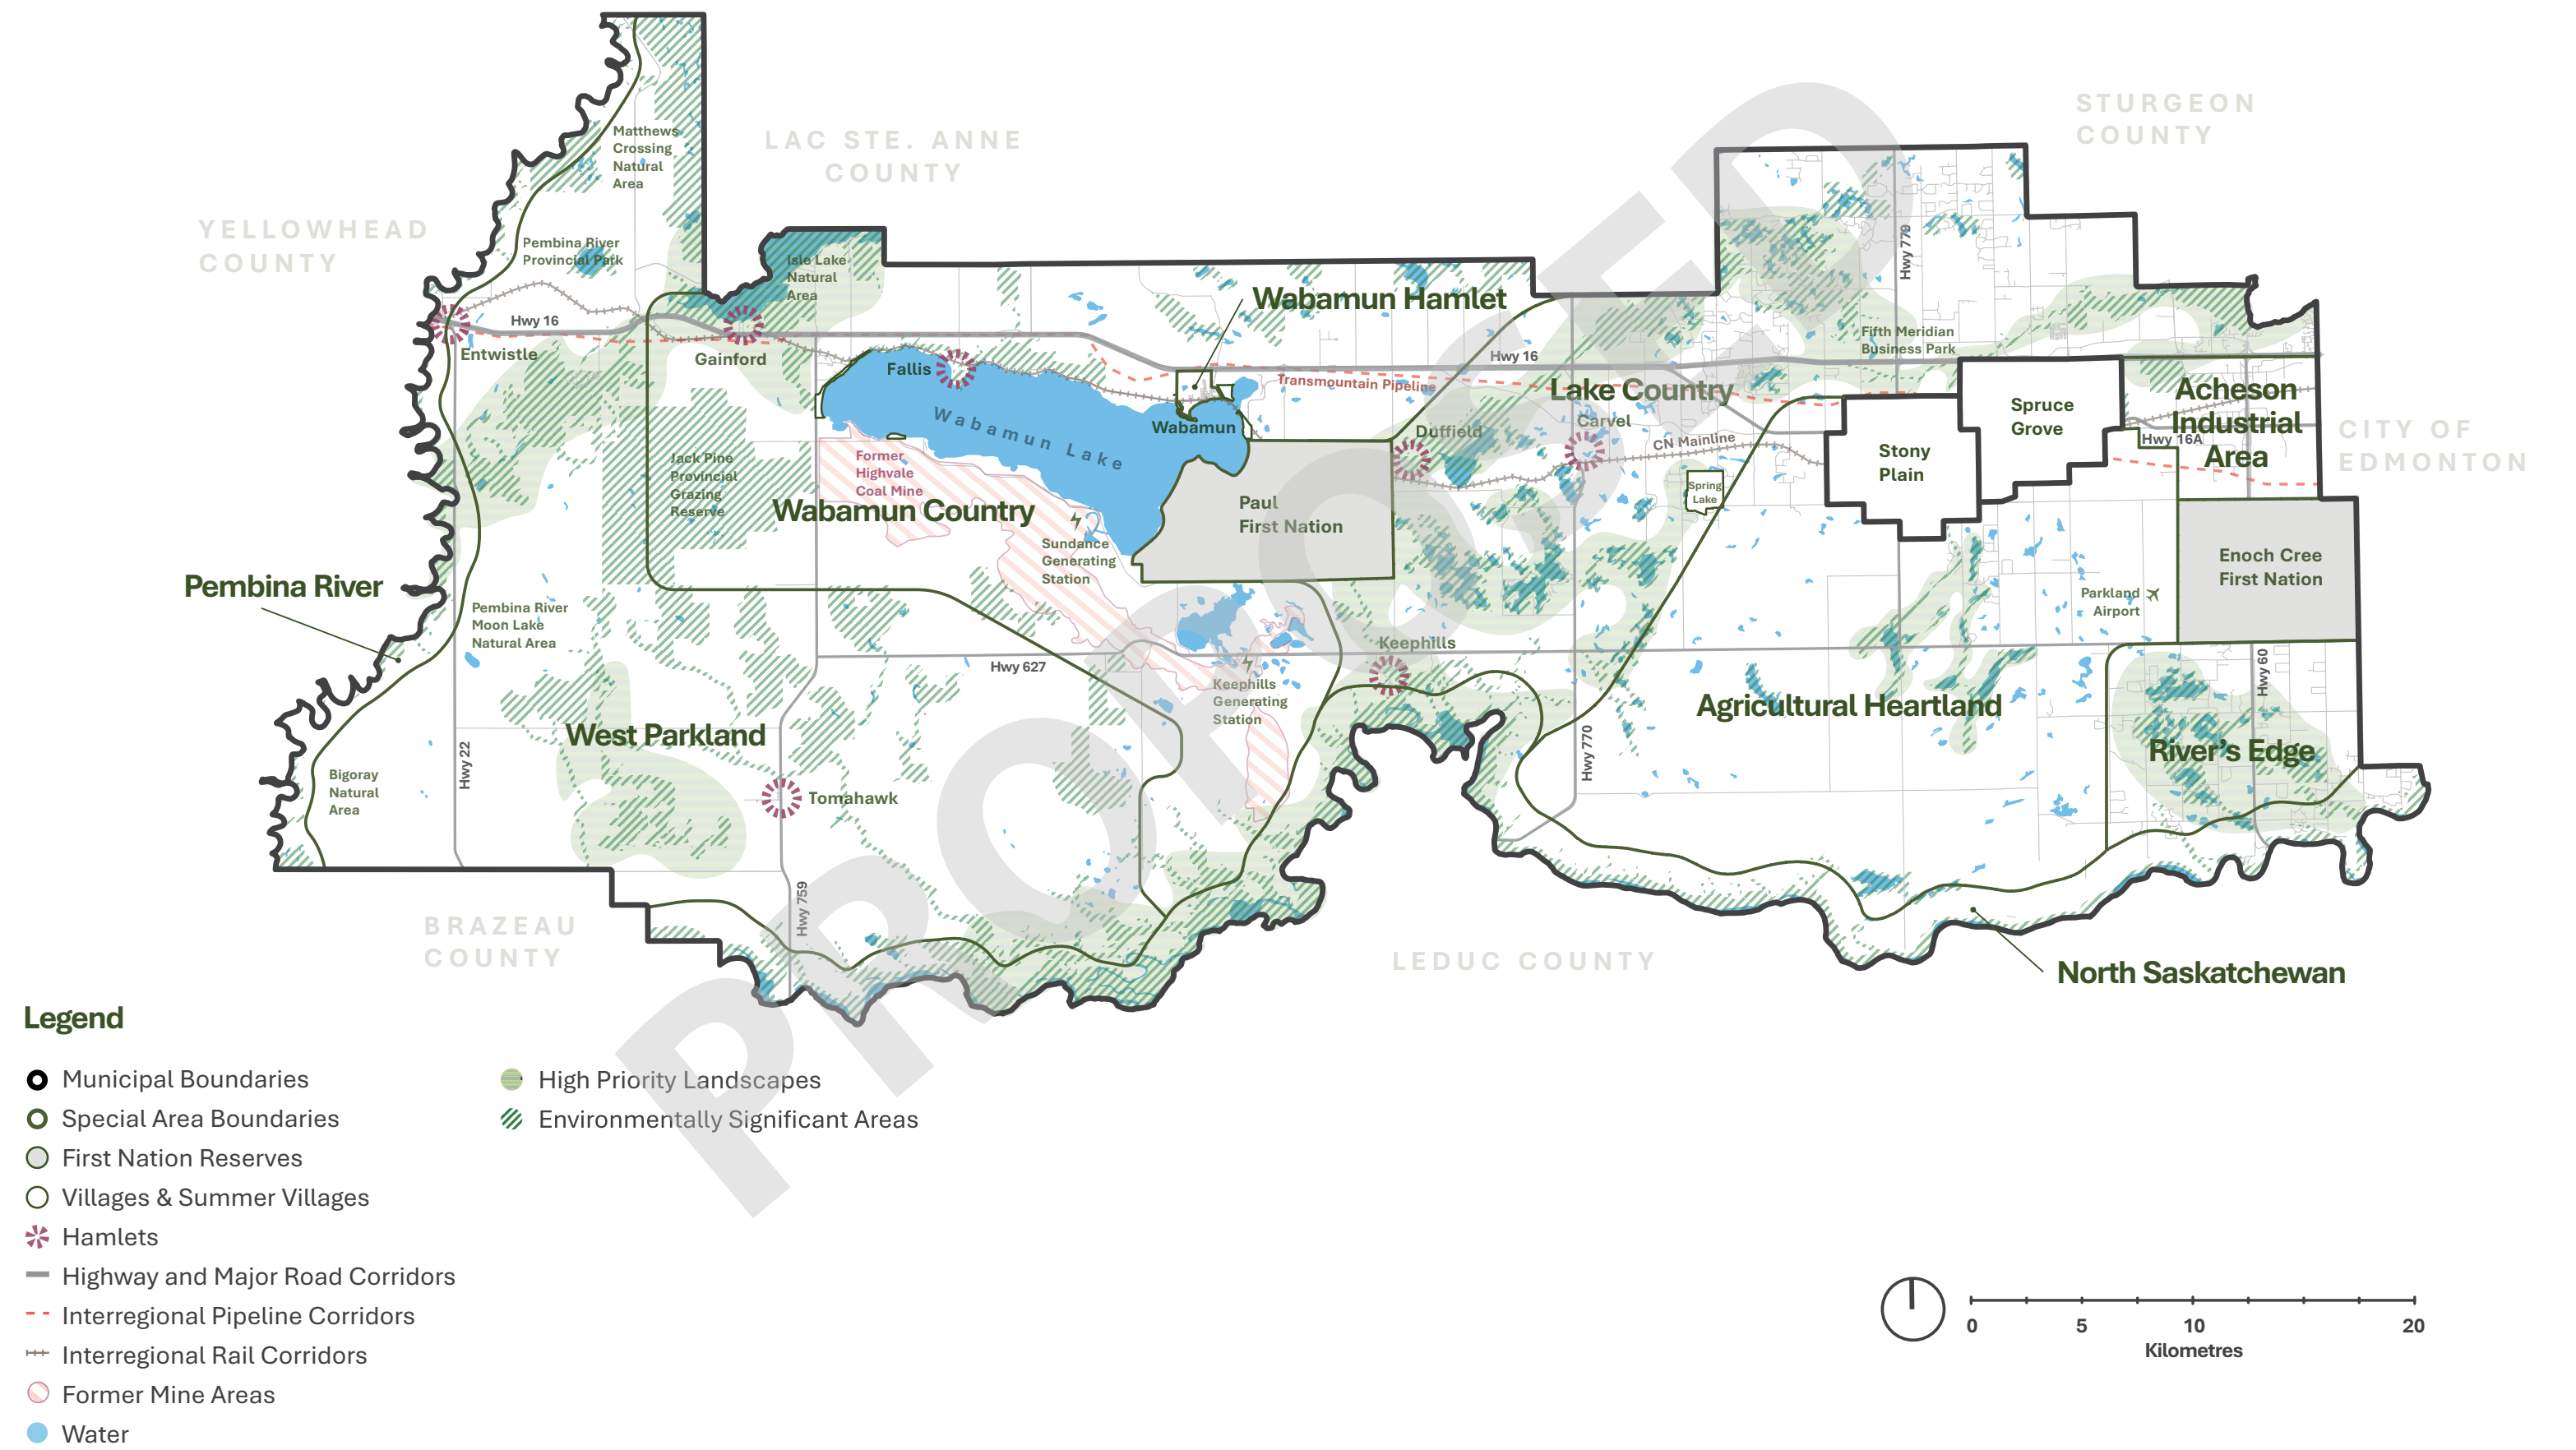 STURGEON
COUNTY
LAC STE. ANNE
COUNTY
YELLOWHEAD
COUNTY
Matthews
Crossing
Natural
Area
Pembina River
Provincial Park
Isle Lake
Natural
Area
Hwy 779
Wabamun Hamlet
Hwy 16
Entwistle
Gainford
Fallis
Wabamun Lake
Wabamun
Hwy 16
Transmountain Pipeline
Fifth Meridian
Business Park
Lake Country
Carvel
Duffield
CN Mainline
Spring
Lake
Stony
Plain
Spruce
Grove
Acheson
Industrial
Area
Hwy 16A
CITY OF
EDMONTON
Jack Pine
Provincial
Grazing
Reserve
Former
Highvale
Coal Mine
Wabamun Country
Sundance
Generating
Station
Paul
First Nation
Enoch Cree
First Nation
Parkland
Airport
Pembina River
Pembina River
Moon Lake
Natural Area
Hwy 627
Keephills
Keephills
Generating
Station
Hwy 60
Agricultural Heartland
River's Edge
West Parkland
Hwy 22
Hwy 770
Bigoray
Natural
Area
Tomahawk
Hwy 759
BRAZEAU
COUNTY
LEDUC COUNTY
North Saskatchewan
PROPOSED
Legend
Municipal Boundaries
Special Area Boundaries
First Nation Reserves
Villages & Summer Villages
Hamlets
Highway and Major Road Corridors
Interregional Pipeline Corridors
Interregional Rail Corridors
Former Mine Areas
Water
High Priority Landscapes
Environmentally Significant Areas
0 5 10 20
Kilometres